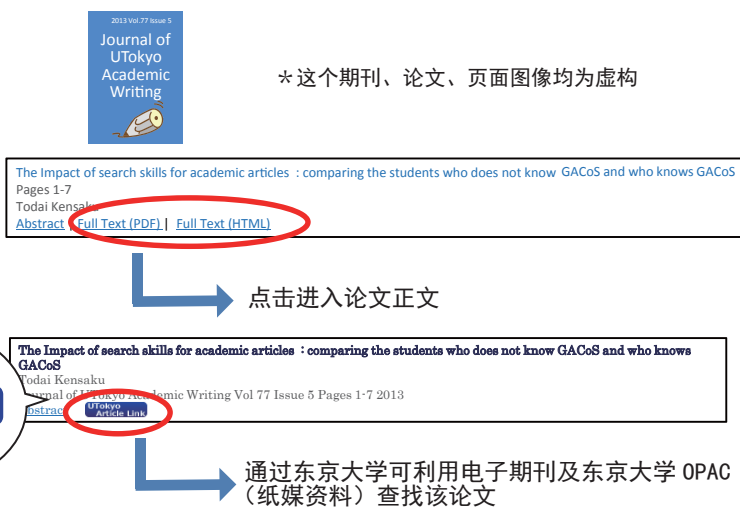 2013 Vol.77 Issue 5
Journal of
UTokyo
Academic
Writing
＊这个期刊、论文、页面图像均为虚构
The Impact of search skills for academic articles : comparing the students who does not know GACoS and who knows GACoS
Pages 1-7
Todai Kensaku
Abstract | Full Text (PDF) | Full Text (HTML)
点击进入论文正文
The Impact of search skills for academic articles : comparing the students who does not know GACoS and who knows
GACoS
Todai Kensaku
Journal of UTokyo Academic Writing Vol 77 Issue 5 Pages 1-7 2013
Abstract
UTokyo
Article Link
通过东京大学可利用电子期刊及东京大学 OPAC
（纸媒资料）查找该论文